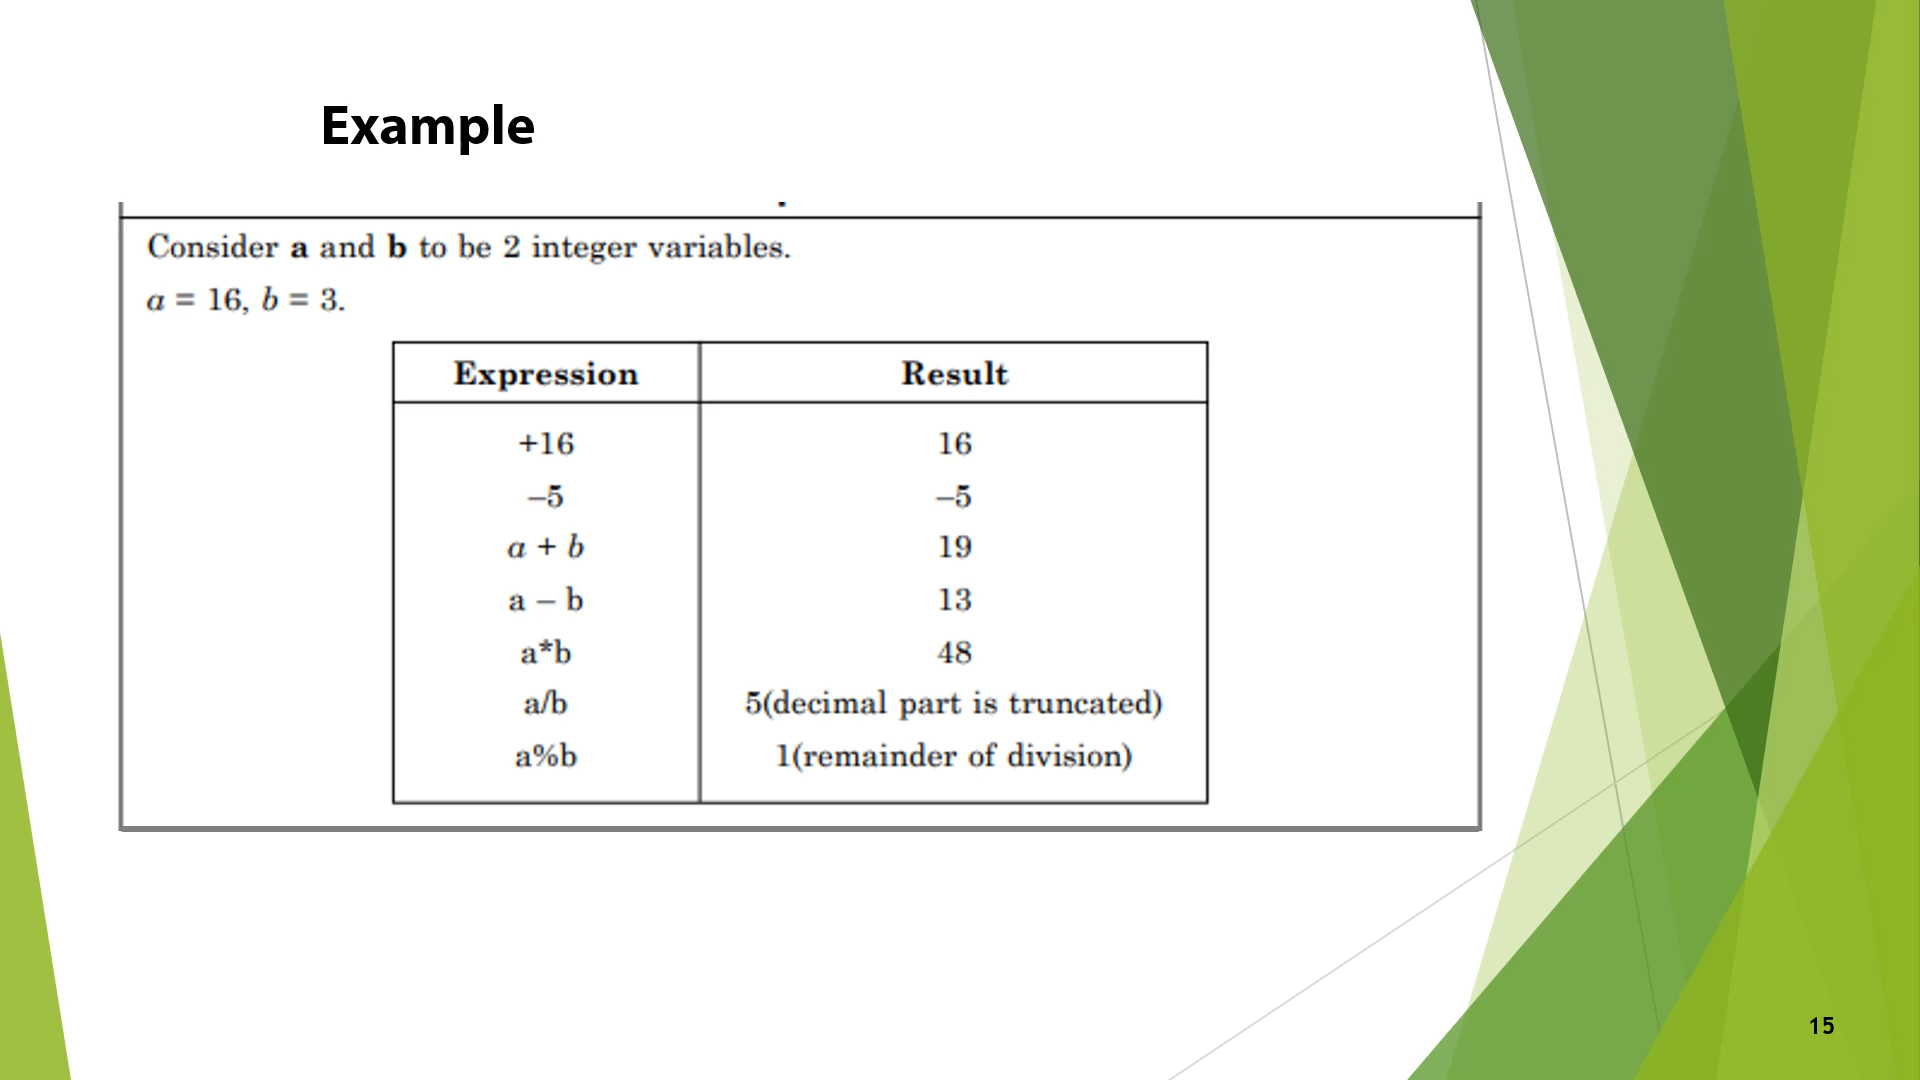 Example
Consider a and b to be 2 integer variables.
a = 16, b = 3.
Expression Result
+16 16
–5 –5
a + b 19
a – b 13
a*b 48
a/b 5(decimal part is truncated)
a%b 1(remainder of division)
15